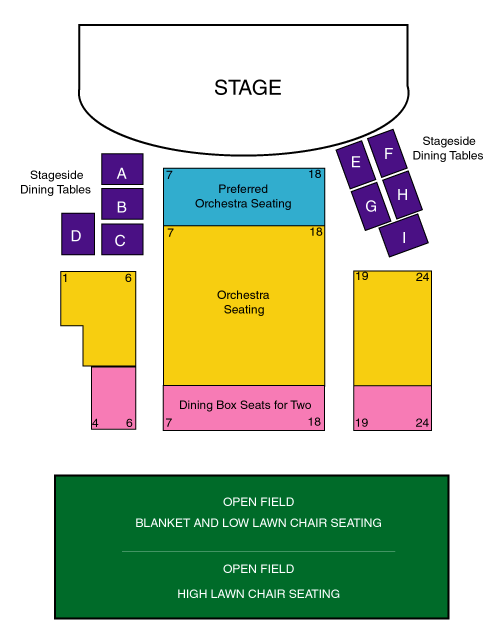 STAGE
Stageside
Dining Tables
A
B
C
D
Stageside
Dining Tables
E
F
G
H
I
7 18
Preferred
Orchestra Seating
7 18
Orchestra
Seating
1 6
19 24
Dining Box Seats for Two
7 18
4 6
19 24
OPEN FIELD
BLANKET AND LOW LAWN CHAIR SEATING
OPEN FIELD
HIGH LAWN CHAIR SEATING